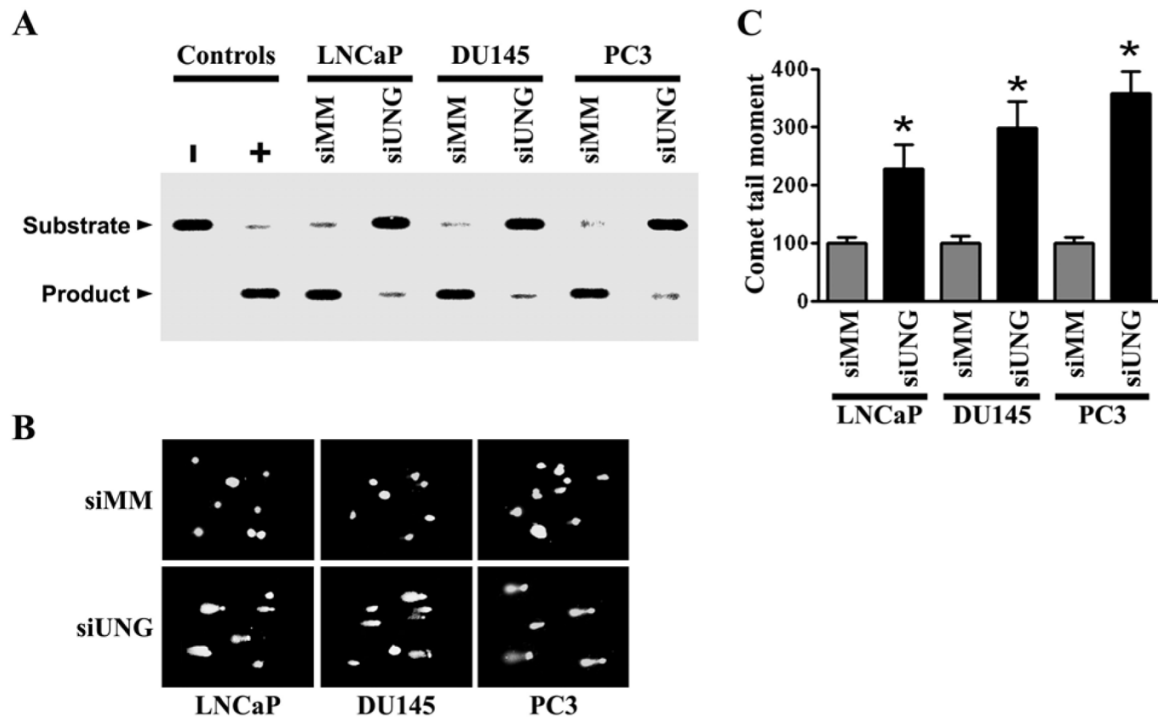 A
Controls LNCaP DU145 PC3
- + siMM siUNG siMM siUNG siMM siUNG
Substrate ►
Product ►
B
siMM
siUNG
LNCaP DU145 PC3
C
Comet tail moment
400
300
200
100
0
* * *
siMM siUNG siMM siUNG siMM siUNG
LNCaP DU145 PC3